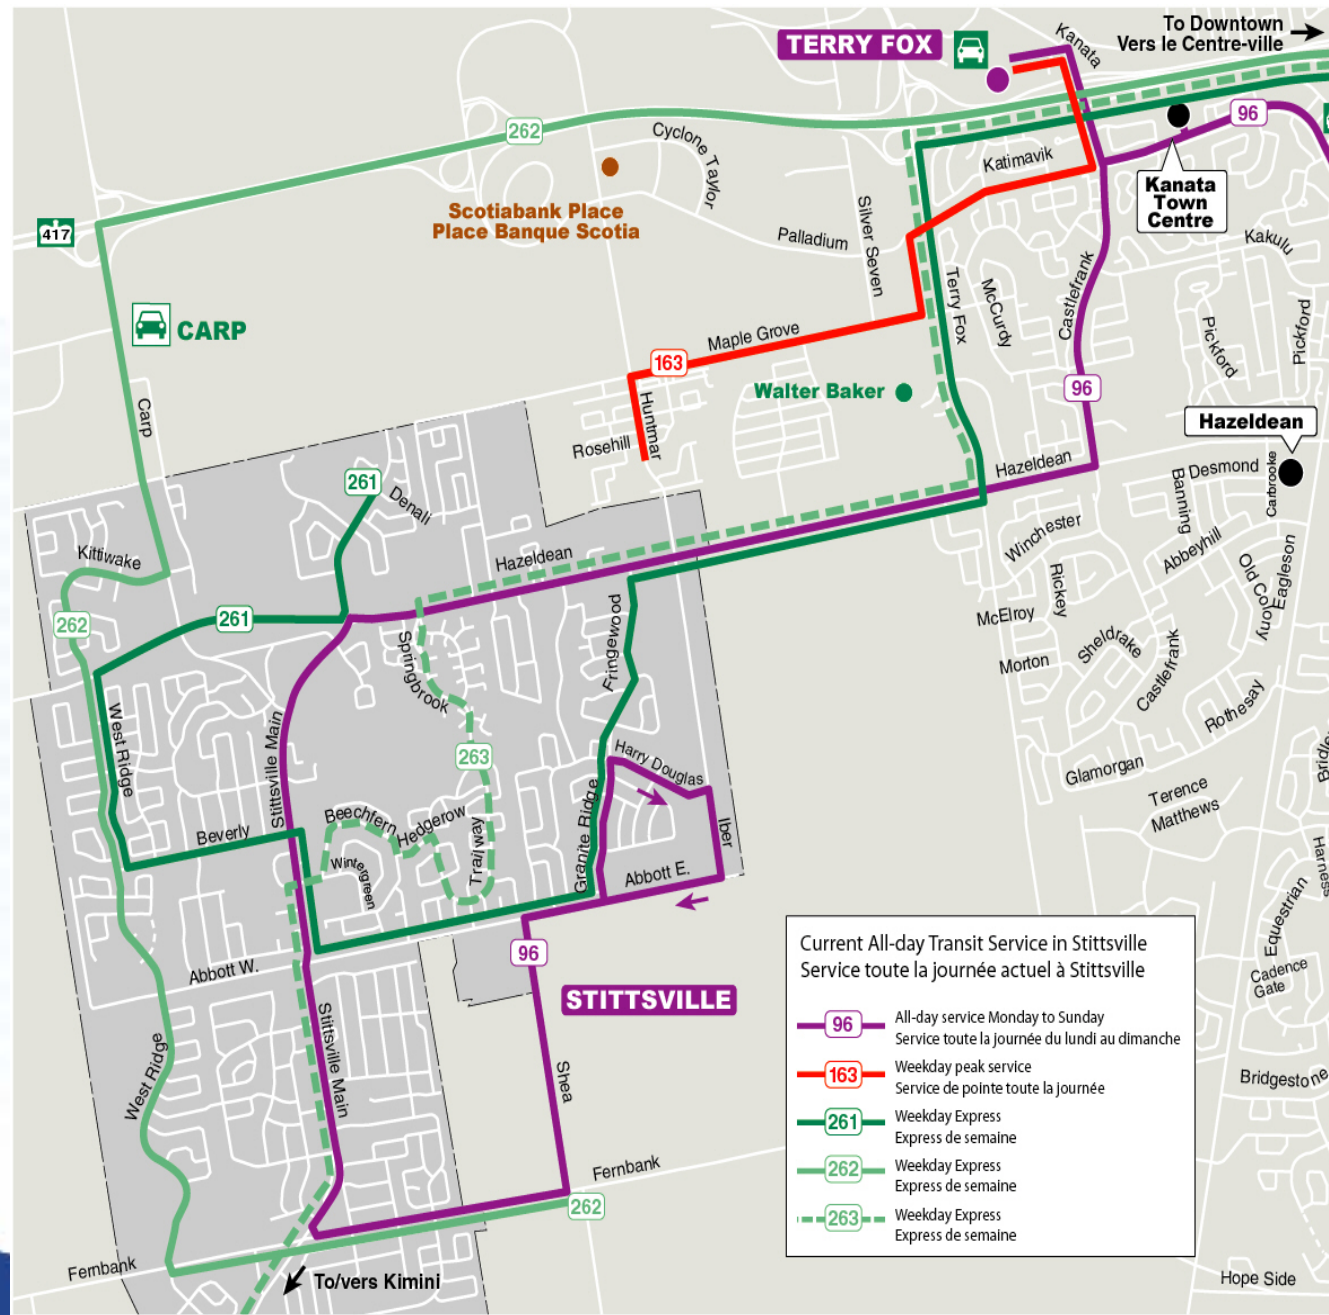 To Downtown
Vers le Centre-ville
Kanata
TERRY FOX
96
262
Cyclone Taylor
Katimavik
Kanata
Town
Centre
Scotiabank Place
Place Banque Scotia
417
Silver Seven
Palladium
Kakulu
Terry Fox
McCurdy
Castlefrank
Pickford
Pickford
CARP
Maple Grove
163
Walter Baker
96
Carp
Huntmar
Rosehill
Hazeldean
Hazeldean
Desmond
Carbrooke
Banning
261
Denali
Winchester
Abbeyhill
Old Colony
Eagleson
Kittiwake
Hazeldean
Rickey
McElroy
262
261
Fringewood
Springbrook
Sheldrake
Morton
Castlefrank
Rothesay
West Ridge
Stittsville Main
263
Harry Douglas
Glamorgan
Bridle
Terence
Matthews
Beverly
Beechfern
Hedgerow
Trailway
Granite Ridge
Iber
Wintergreen
Abbott E.
Harness
Equestrian
Abbott W.
96
STITTSVILLE
Cadence
Gate
West Ridge
Stittsville Main
Shea
Bridgestone
Fernbank
262
Fernbank
To/vers Kimini
Hope Side
Current All-day Transit Service in Stittsville
Service toute la journée actuel à Stittsville
96
All-day service Monday to Sunday
Service toute la journée du lundi au dimanche
163
Weekday peak service
Service de pointe toute la journée
261
Weekday Express
Express de semaine
262
Weekday Express
Express de semaine
263
Weekday Express
Express de semaine